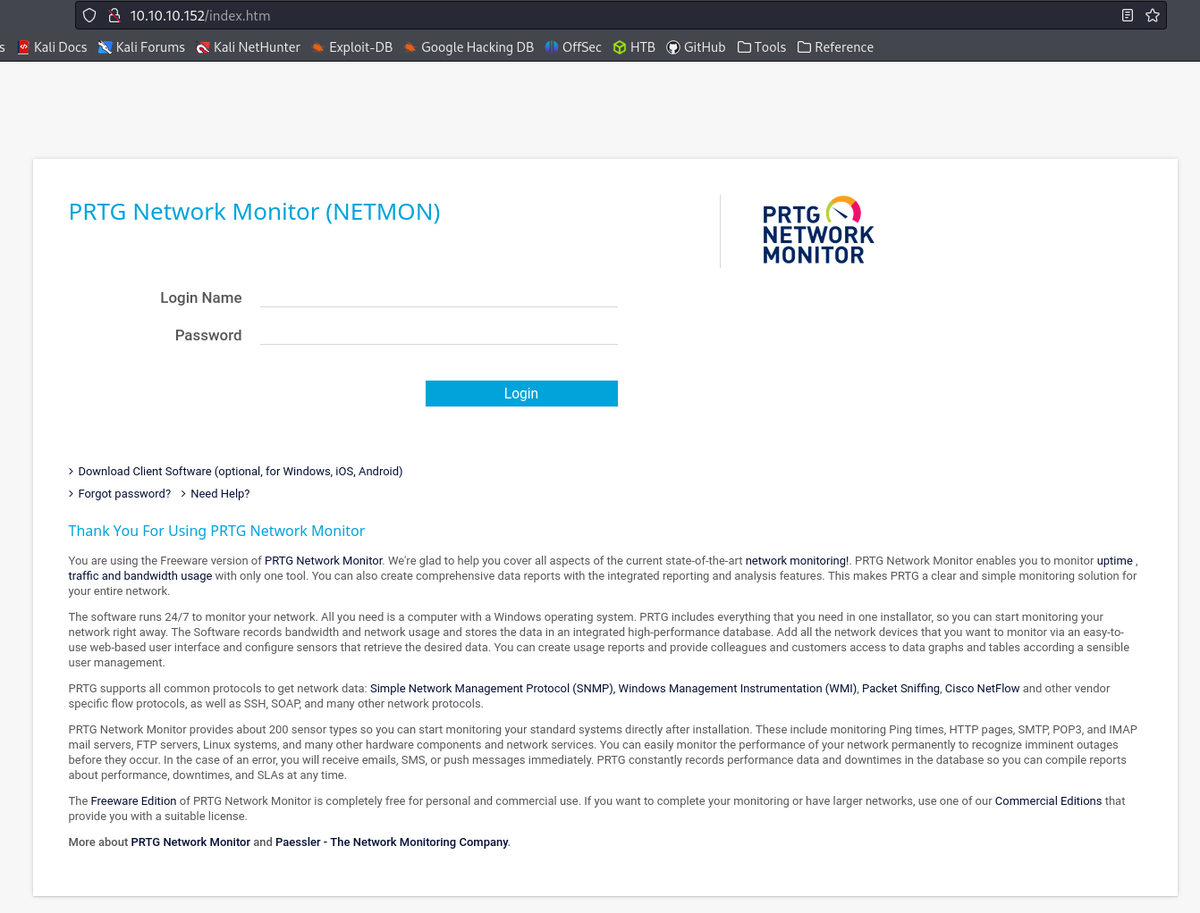 10.10.10.152/index.htm
s Kali Docs Kali Forums Kali NetHunter Exploit-DB Google Hacking DB OffSec HTB GitHub Tools Reference
PRTG Network Monitor (NETMON)
PRTG
NETWORK
MONITOR
Login Name
Password
Login
> Download Client Software (optional, for Windows, iOS, Android)
> Forgot password? > Need Help?
Thank You For Using PRTG Network Monitor
You are using the Freeware version of PRTG Network Monitor. We're glad to help you cover all aspects of the current state-of-the-art network monitoring!. PRTG Network Monitor enables you to monitor uptime ,
traffic and bandwidth usage with only one tool. You can also create comprehensive data reports with the integrated reporting and analysis features. This makes PRTG a clear and simple monitoring solution for
your entire network.
The software runs 24/7 to monitor your network. All you need is a computer with a Windows operating system. PRTG includes everything that you need in one installator, so you can start monitoring your
network right away. The Software records bandwidth and network usage and stores the data in an integrated high-performance database. Add all the network devices that you want to monitor via an easy-to-
use web-based user interface and configure sensors that retrieve the desired data. You can create usage reports and provide colleagues and customers access to data graphs and tables according a sensible
user management.
PRTG supports all common protocols to get network data: Simple Network Management Protocol (SNMP), Windows Management Instrumentation (WMI), Packet Sniffing, Cisco NetFlow and other vendor
specific flow protocols, as well as SSH, SOAP, and many other network protocols.
PRTG Network Monitor provides about 200 sensor types so you can start monitoring your standard systems directly after installation. These include monitoring Ping times, HTTP pages, SMTP, POP3, and IMAP
mail servers, FTP servers, Linux systems, and many other hardware components and network services. You can easily monitor the performance of your network permanently to recognize imminent outages
before they occur. In the case of an error, you will receive emails, SMS, or push messages immediately. PRTG constantly records performance data and downtimes in the database so you can compile reports
about performance, downtimes, and SLAs at any time.
The Freeware Edition of PRTG Network Monitor is completely free for personal and commercial use. If you want to complete your monitoring or have larger networks, use one of our Commercial Editions that
provide you with a suitable license.
More about PRTG Network Monitor and Paessler - The Network Monitoring Company.